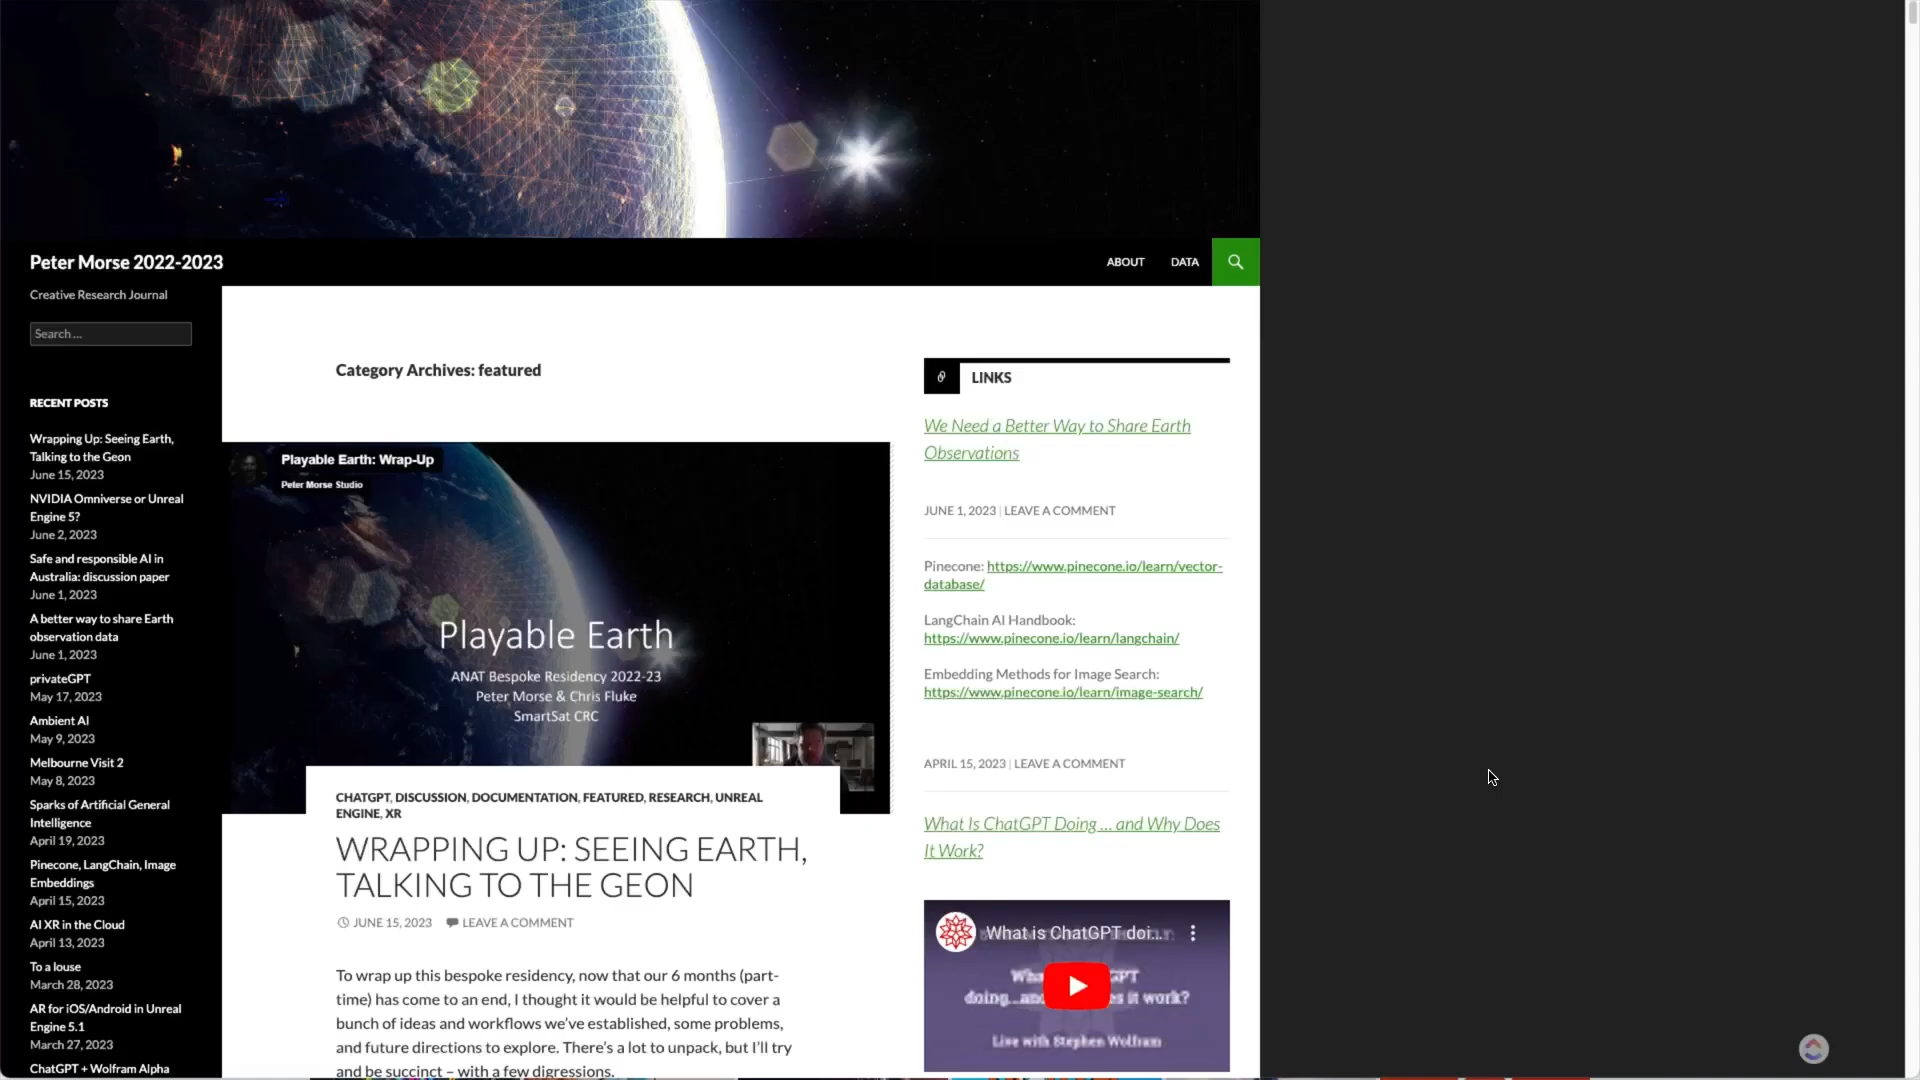 Peter Morse 2022-2023
ABOUT
DATA
Creative Research Journal
Search ...
RECENT POSTS
Wrapping Up: Seeing Earth,
Talking to the Geon
June 15, 2023
NVIDIA Omniverse or Unreal
Engine 5?
June 2, 2023
Safe and responsible AI in
Australia: discussion paper
June 1, 2023
A better way to share Earth
observation data
June 1, 2023
privateGPT
May 17, 2023
Ambient AI
May 9, 2023
Melbourne Visit 2
May 8, 2023
Sparks of Artificial General
Intelligence
April 19, 2023
Pinecone, LangChain, Image
Embeddings
April 15, 2023
AI XR in the Cloud
April 13, 2023
To a louse
March 28, 2023
AR for iOS/Android in Unreal
Engine 5.1
March 27, 2023
ChatGPT + Wolfram Alpha
Category Archives: featured
Playable Earth: Wrap-Up
Peter Morse Studio
Playable Earth
ANAT Bespoke Residency 2022-23
Peter Morse & Chris Fluke
SmartSat CRC
CHATGPT, DISCUSSION, DOCUMENTATION, FEATURED, RESEARCH, UNREAL
ENGINE, XR
WRAPPING UP: SEEING EARTH,
TALKING TO THE GEON
JUNE 15, 2023 LEAVE A COMMENT
To wrap up this bespoke residency, now that our 6 months (part-
time) has come to an end, I thought it would be helpful to cover a
bunch of ideas and workflows we've established, some problems,
and future directions to explore. There's a lot to unpack, but I'll try
and be succinct – with a few digressions.
LINKS
We Need a Better Way to Share Earth
Observations
JUNE 1, 2023 | LEAVE A COMMENT
Pinecone: https://www.pinecone.io/learn/vector-
database/
LangChain AI Handbook:
https://www.pinecone.io/learn/langchain/
Embedding Methods for Image Search:
https://www.pinecone.io/learn/image-search/
APRIL 15, 2023 | LEAVE A COMMENT
What Is ChatGPT Doing ... and Why Does
It Work?
What is ChatGPT doi...
doing...
it work?
Live with Stephen Wolfram